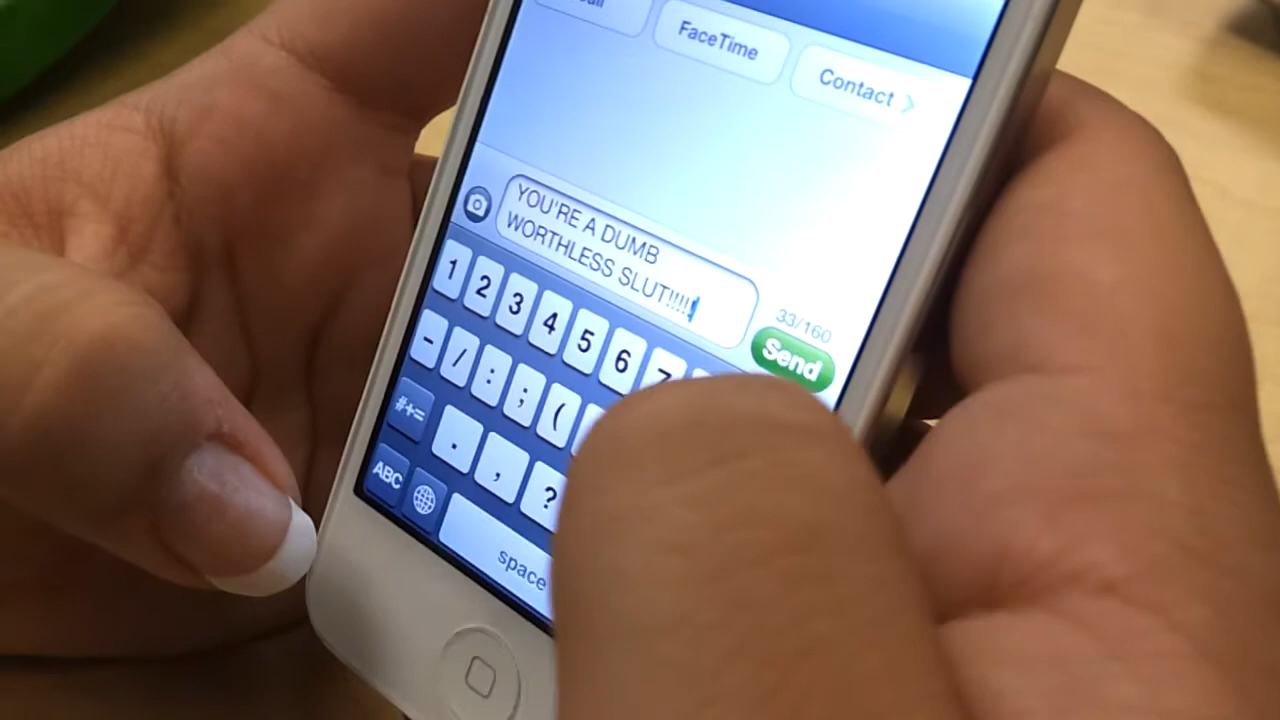 FaceTime
Contact
YOU'RE A DUMB
WORTHLESS SLUT!!!!
33/160
Send
1 2 3 4 5 6 7
- / : ; (
#+= . , ?
ABC space